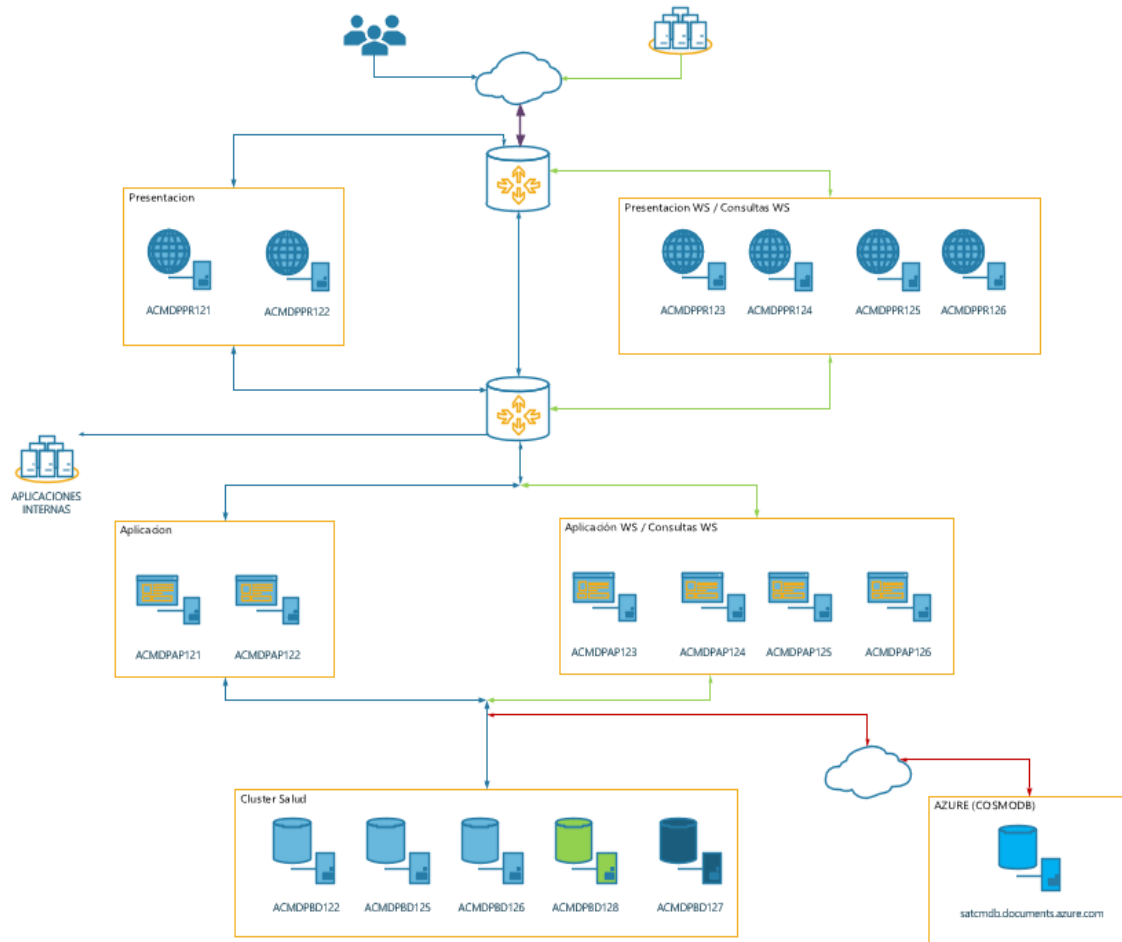 Presentacion
ACMDPPR121
ACMDPPR122
Presentacion WS / Consultas WS
ACMDPPR123
ACMDPPR124
ACMDPPR125
ACMDPPR126
APLICACIONES
INTERNAS
Aplicacion
ACMDPAP121
ACMDPAP122
Aplicación WS / Consultas WS
ACMDPAP123
ACMDPAP124
ACMDPAP125
ACMDPAP126
Cluster Salud
ACMDPBD122
ACMDPBD125
ACMDPBD126
ACMDPBD128
ACMDPBD127
AZURE (COSMODB)
satcmdb.documents.azure.com